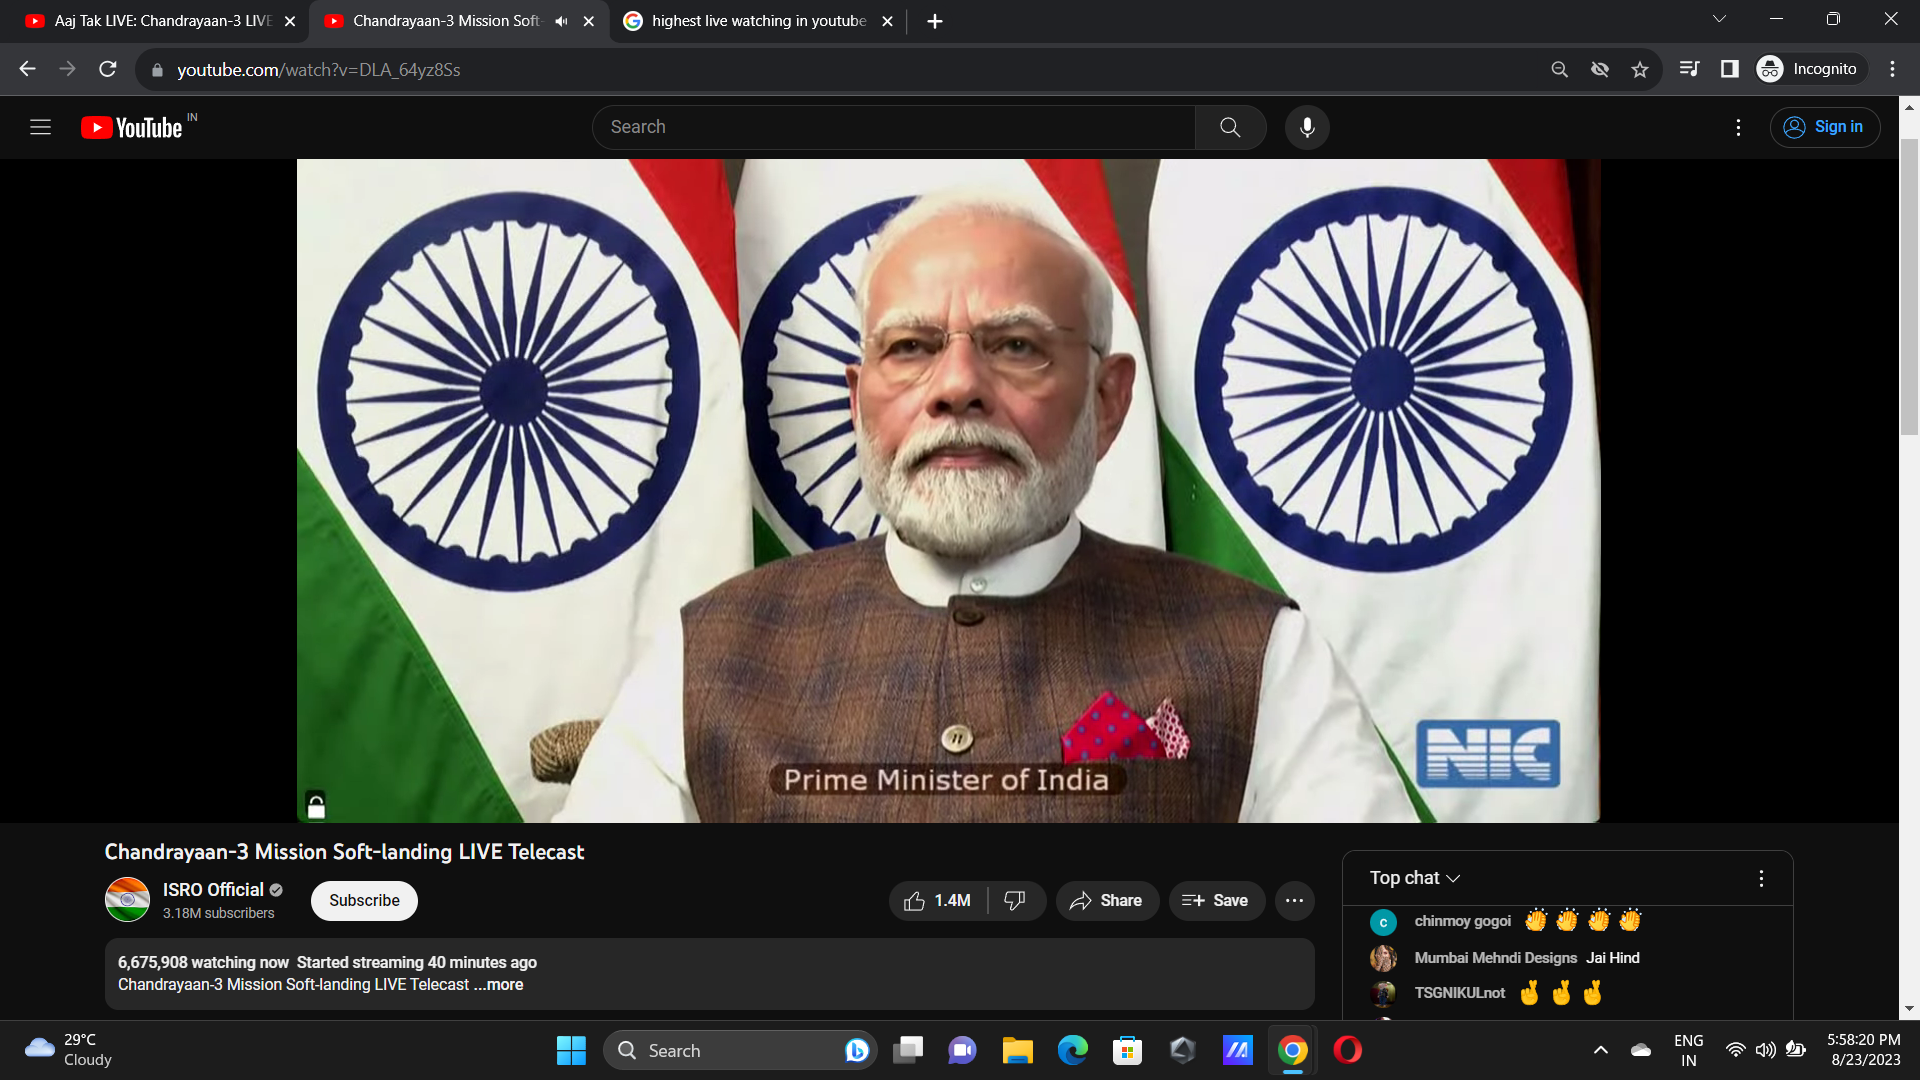 Aaj Tak LIVE: Chandrayaan-3 LIVE
Chandrayaan-3 Mission Soft-
highest live watching in youtube
youtube.com/watch?v=DLA_64yz8Ss
Incognito
YouTube IN
Search
Sign in
NIC
Prime Minister of India
Chandrayaan-3 Mission Soft-landing LIVE Telecast
ISRO Official
3.18M subscribers
Subscribe
1.4M
Share
Save
6,675,908 watching now Started streaming 40 minutes ago
Chandrayaan-3 Mission Soft-landing LIVE Telecast ...more
Top chat
c
chinmoy gogoi 👏 👏 👏 👏
Mumbai Mehndi Designs Jai Hind
TSGNIKULnot 🤞 🤞 🤞
29°C
Cloudy
Search
ENG
IN
5:58:20 PM
8/23/2023